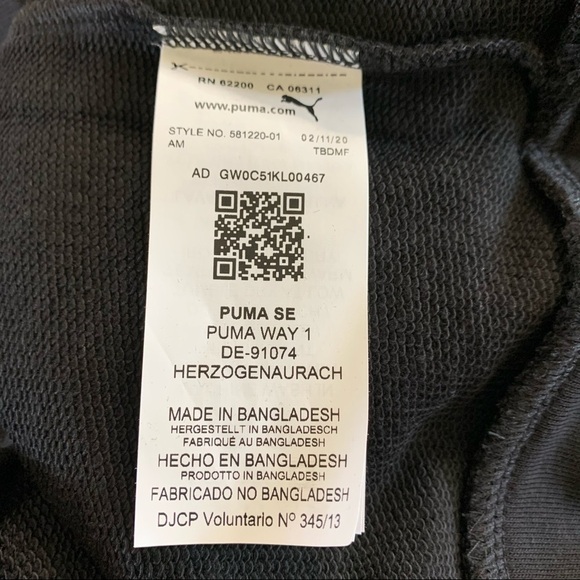 RN 62200 CA 06311
www.puma.com
STYLE NO. 581220-01 02/11/20
AM TBDMF
AD GW0C51KL00467
PUMA SE
PUMA WAY 1
DE-91074
HERZOGENAURACH
MADE IN BANGLADESH
HERGESTELLT IN BANGLADESCH
FABRIQUÉ AU BANGLADESH
HECHO EN BANGLADESH
PRODOTTO IN BANGLADESH
FABRICADO NO BANGLADESH
DJCP Voluntario Nº 345/13